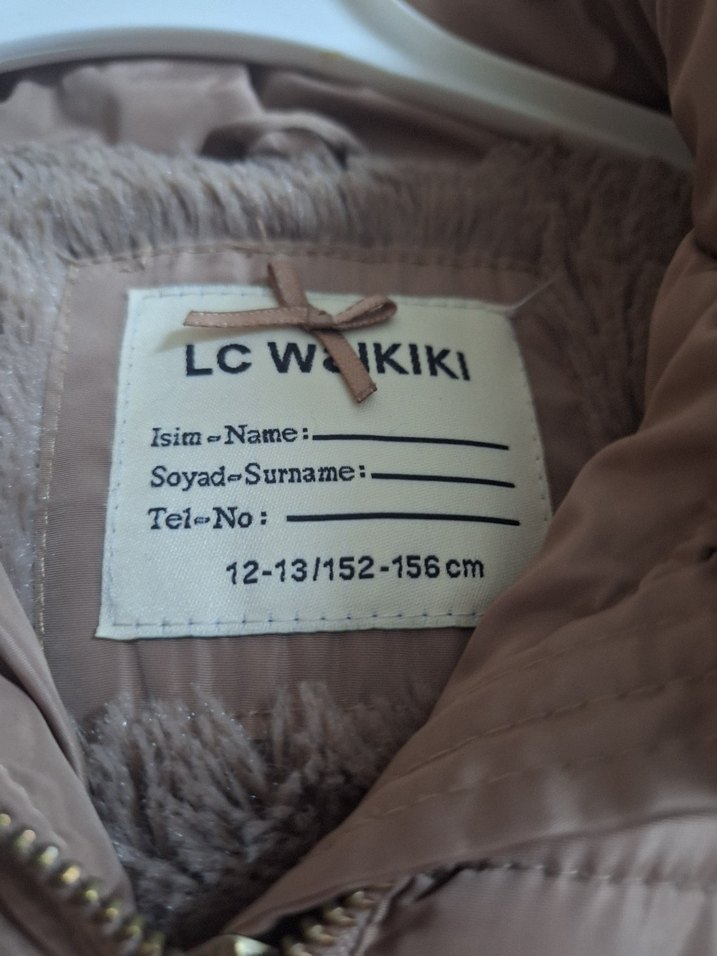 LC WaiKiKi
Isim-Name:
Soyad-Surname:
Tel-No:
12-13/152-156cm